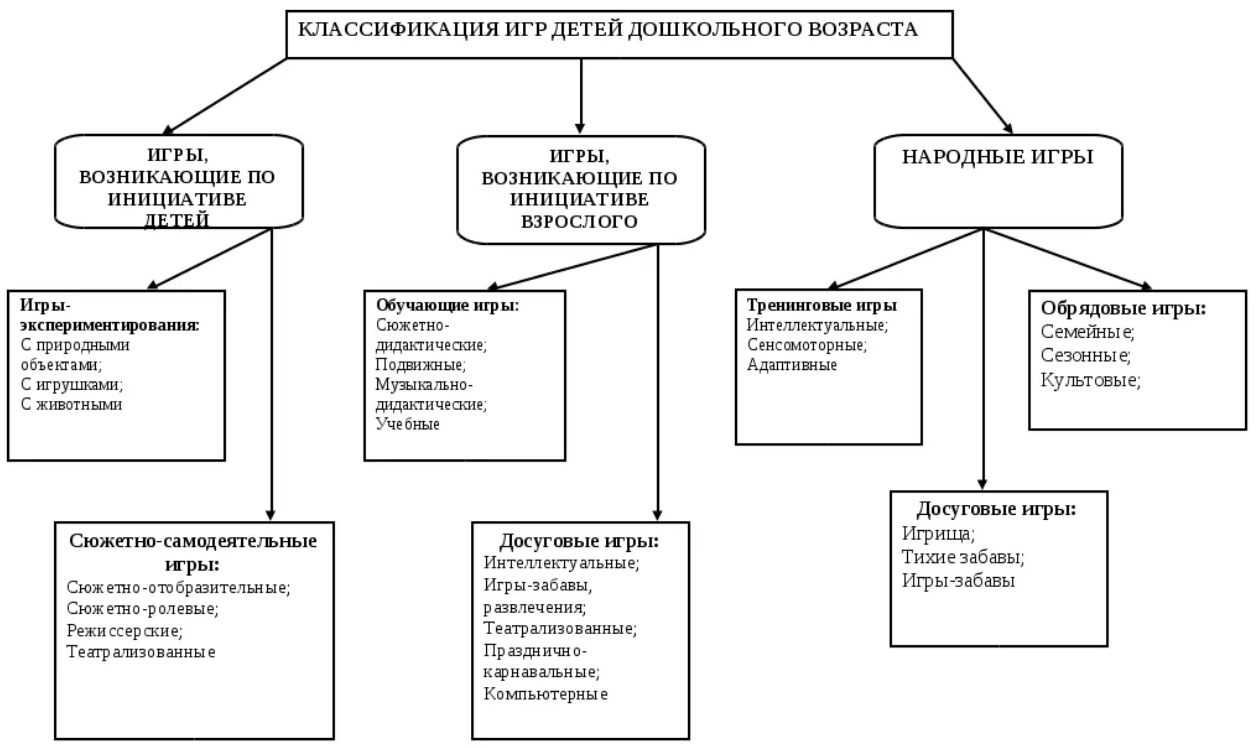 КЛАССИФИКАЦИЯ ИГР ДЕТЕЙ ДОШКОЛЬНОГО ВОЗРАСТА
ИГРЫ,
ВОЗНИКАЮЩИЕ ПО
ИНИЦИАТИВЕ
ДЕТЕЙ
ИГРЫ,
ВОЗНИКАЮЩИЕ ПО
ИНИЦИАТИВЕ
ВЗРОСЛОГО
НАРОДНЫЕ ИГРЫ
Игры-
экспериментирования:
С природными
объектами;
С игрушками;
С животными
Обучающие игры:
Сюжетно-
дидактические;
Подвижные;
Музыкально-
дидактические;
Учебные
Тренинговые игры
Интеллектуальные;
Сенсомоторные;
Адаптивные
Обрядовые игры:
Семейные;
Сезонные;
Культовые;
Сюжетно-самодеятельные
игры:
Сюжетно-отобразительные;
Сюжетно-ролевые;
Режиссерские;
Театрализованные
Досуговые игры:
Интеллектуальные;
Игры-забавы,
развлечения;
Театрализованные;
Празднично-
карнавальные;
Компьютерные
Досуговые игры:
Игрища;
Тихие забавы;
Игры-забавы